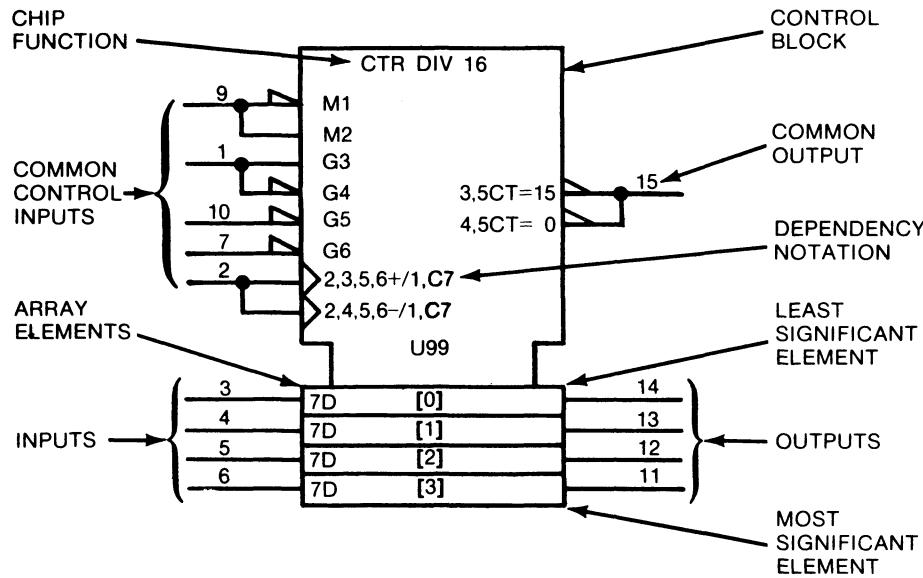 CHIP
FUNCTION
CONTROL
BLOCK
CTR DIV 16
9
M1
M2
COMMON
CONTROL
INPUTS
1
G3
G4
10
G5
7
G6
2
2,3,5,6+/1,C7
2,4,5,6−/1,C7
3,5CT=15
4,5CT= 0
15
COMMON
OUTPUT
DEPENDENCY
NOTATION
ARRAY
ELEMENTS
U99
LEAST
SIGNIFICANT
ELEMENT
INPUTS
3
7D [0]
14
4
7D [1]
13
5
7D [2]
12
6
7D [3]
11
OUTPUTS
MOST
SIGNIFICANT
ELEMENT